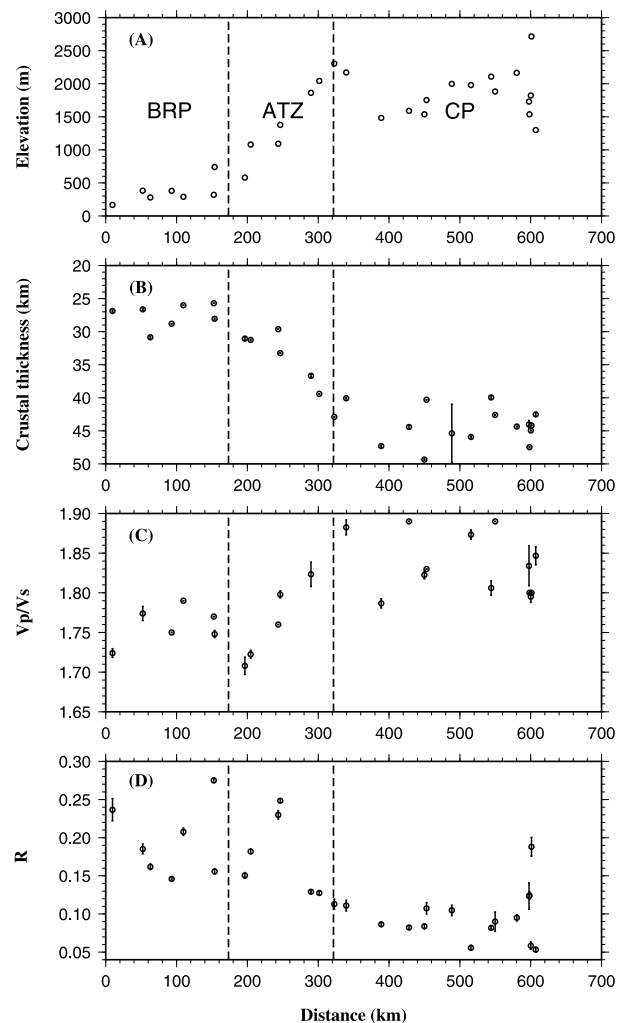 (A)
Elevation (m)
3000
2500
2000
1500
1000
500
0
BRP ATZ CP
0 100 200 300 400 500 600 700
(B)
Crustal thickness (km)
20
25
30
35
40
45
50
0 100 200 300 400 500 600 700
(C)
Vp/Vs
1.90
1.85
1.80
1.75
1.70
1.65
0 100 200 300 400 500 600 700
(D)
R
0.30
0.25
0.20
0.15
0.10
0.05
0 100 200 300 400 500 600 700
Distance (km)